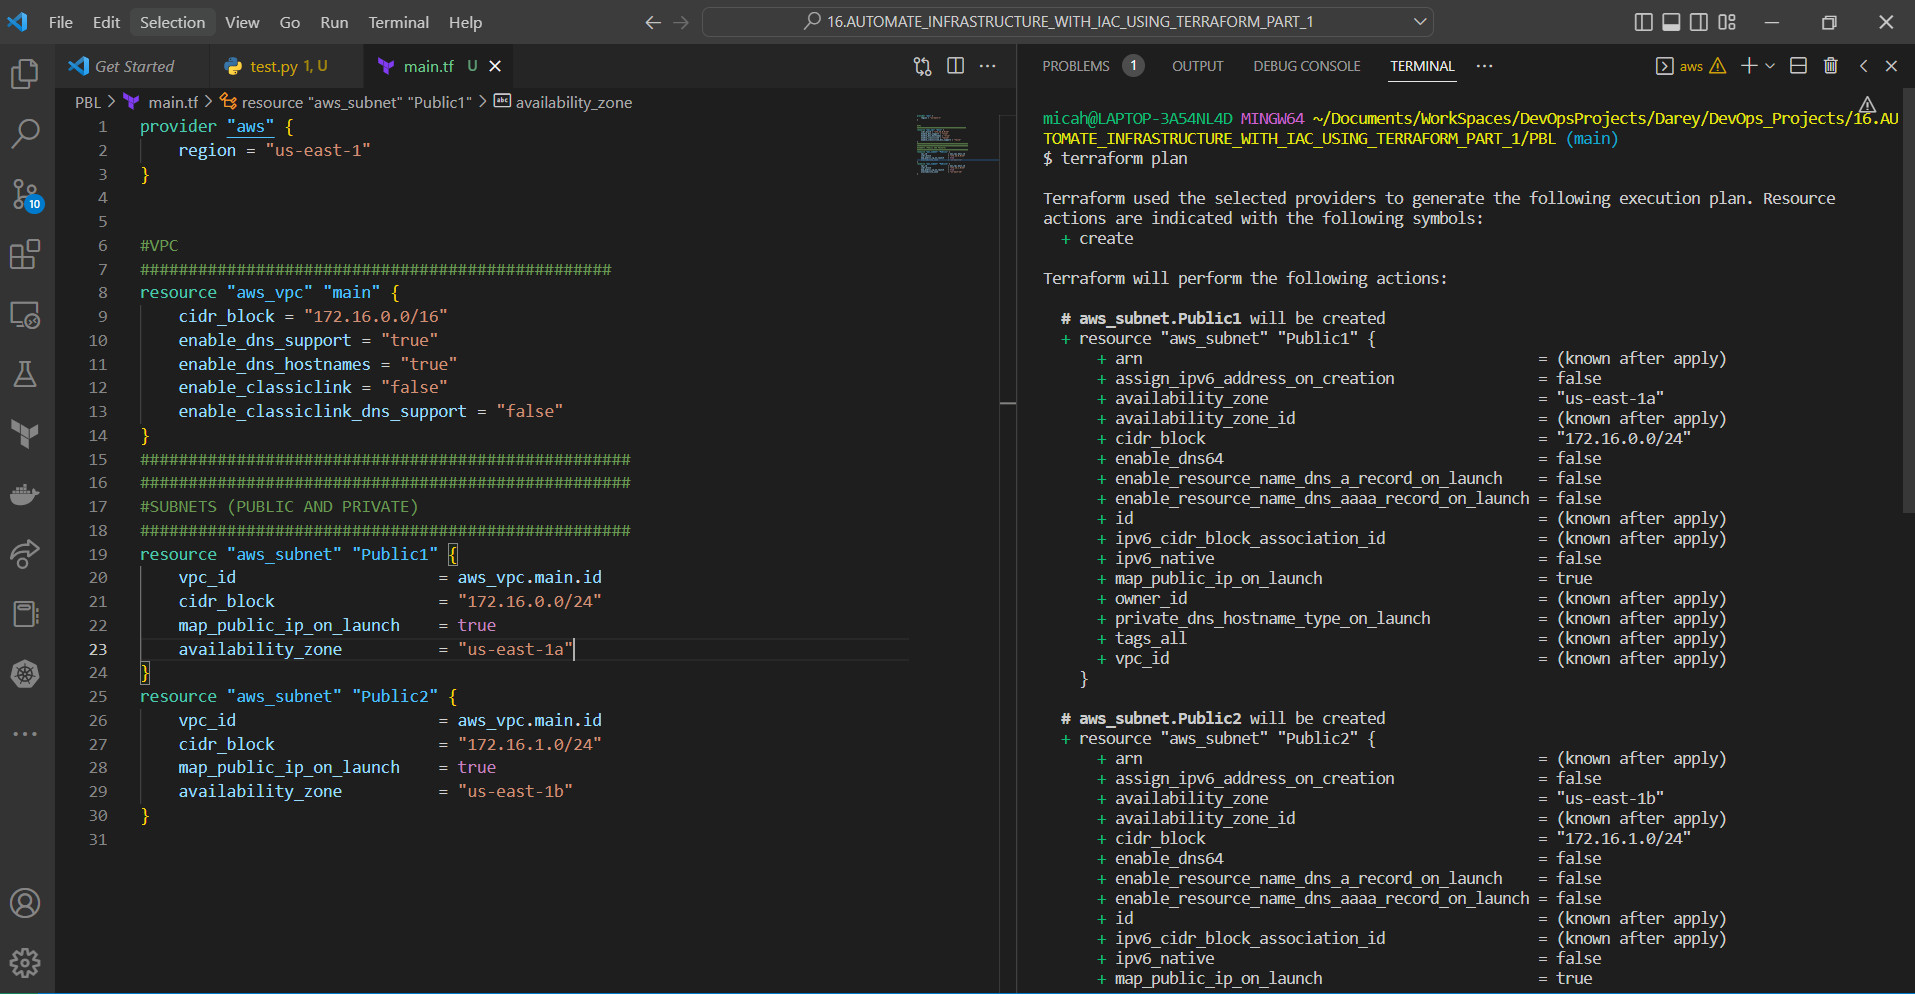 File Edit Selection View Go Run Terminal Help
16.AUTOMATE_INFRASTRUCTURE_WITH_IAC_USING_TERRAFORM_PART_1
Get Started
test.py 1, U
main.tf U
PBL > main.tf > resource "aws_subnet" "Public1" > abc availability_zone
10
1 provider "aws" {
2 region = "us-east-1"
3 }
4
5
6 #VPC
7 #################################################
8 resource "aws_vpc" "main" {
9 cidr_block = "172.16.0.0/16"
10 enable_dns_support = "true"
11 enable_dns_hostnames = "true"
12 enable_classiclink = "false"
13 enable_classiclink_dns_support = "false"
14 }
15 ###################################################
16 ###################################################
17 #SUBNETS (PUBLIC AND PRIVATE)
18 ###################################################
19 resource "aws_subnet" "Public1" {
20 vpc_id = aws_vpc.main.id
21 cidr_block = "172.16.0.0/24"
22 map_public_ip_on_launch = true
23 availability_zone = "us-east-1a"
24 }
25 resource "aws_subnet" "Public2" {
26 vpc_id = aws_vpc.main.id
27 cidr_block = "172.16.1.0/24"
28 map_public_ip_on_launch = true
29 availability_zone = "us-east-1b"
30 }
31
PROBLEMS 1 OUTPUT DEBUG CONSOLE TERMINAL
aws
micah@LAPTOP-3A54NL4D MINGW64 ~/Documents/WorkSpaces/DevOpsProjects/Darey/DevOps_Projects/16.AU
TOMATE_INFRASTRUCTURE_WITH_IAC_USING_TERRAFORM_PART_1/PBL (main)
$ terraform plan
Terraform used the selected providers to generate the following execution plan. Resource
actions are indicated with the following symbols:
+ create
Terraform will perform the following actions:
# aws_subnet.Public1 will be created
+ resource "aws_subnet" "Public1" {
+ arn = (known after apply)
+ assign_ipv6_address_on_creation = false
+ availability_zone = "us-east-1a"
+ availability_zone_id = (known after apply)
+ cidr_block = "172.16.0.0/24"
+ enable_dns64 = false
+ enable_resource_name_dns_a_record_on_launch = false
+ enable_resource_name_dns_aaaa_record_on_launch = false
+ id = (known after apply)
+ ipv6_cidr_block_association_id = (known after apply)
+ ipv6_native = false
+ map_public_ip_on_launch = true
+ owner_id = (known after apply)
+ private_dns_hostname_type_on_launch = (known after apply)
+ tags_all = (known after apply)
+ vpc_id = (known after apply)
}
# aws_subnet.Public2 will be created
+ resource "aws_subnet" "Public2" {
+ arn = (known after apply)
+ assign_ipv6_address_on_creation = false
+ availability_zone = "us-east-1b"
+ availability_zone_id = (known after apply)
+ cidr_block = "172.16.1.0/24"
+ enable_dns64 = false
+ enable_resource_name_dns_a_record_on_launch = false
+ enable_resource_name_dns_aaaa_record_on_launch = false
+ id = (known after apply)
+ ipv6_cidr_block_association_id = (known after apply)
+ ipv6_native = false
+ map_public_ip_on_launch = true